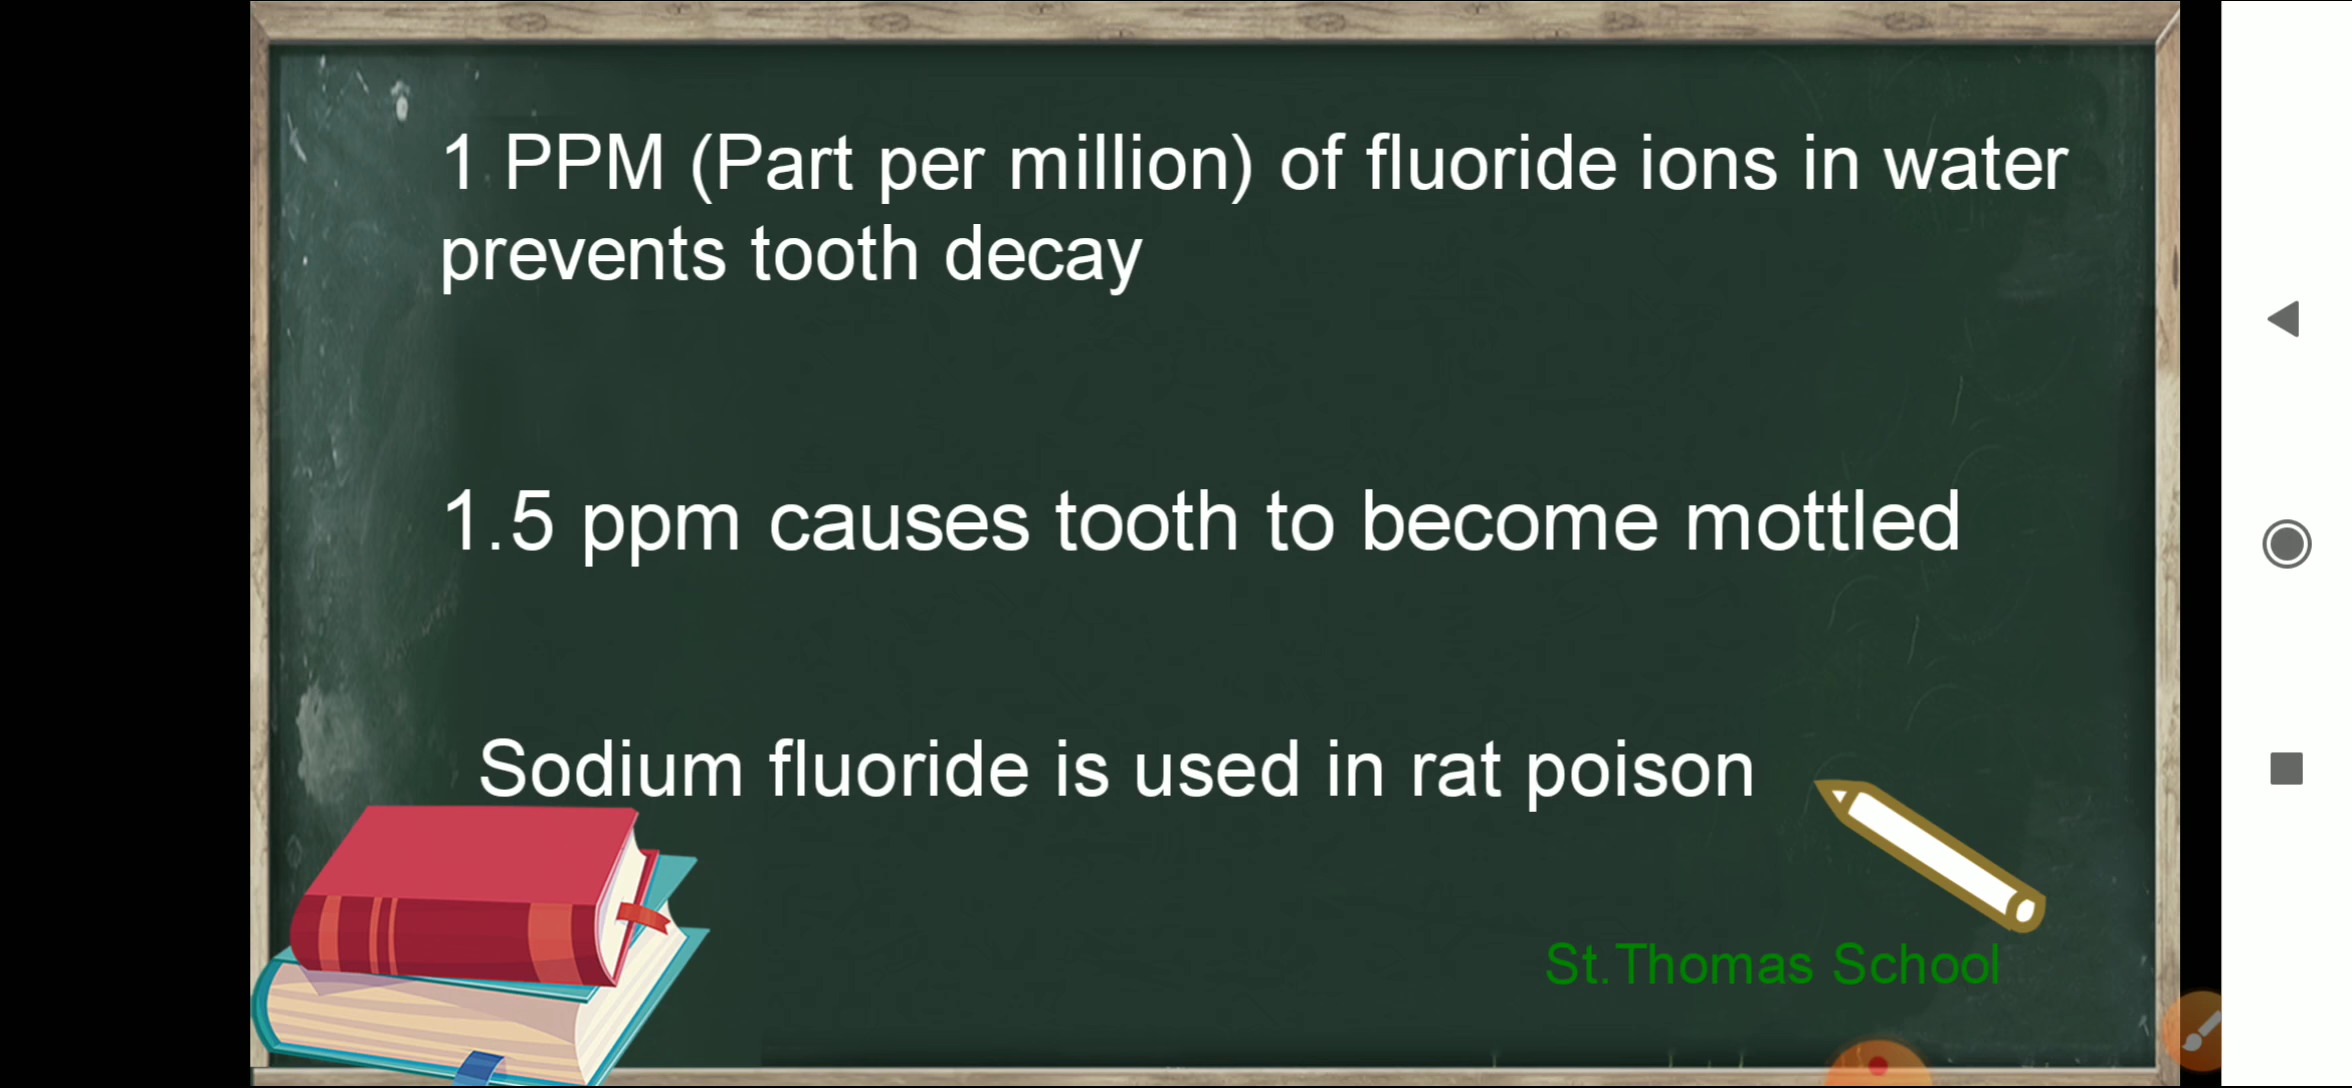 1 PPM (Part per million) of fluoride ions in water
prevents tooth decay
1.5 ppm causes tooth to become mottled
Sodium fluoride is used in rat poison
St.Thomas School